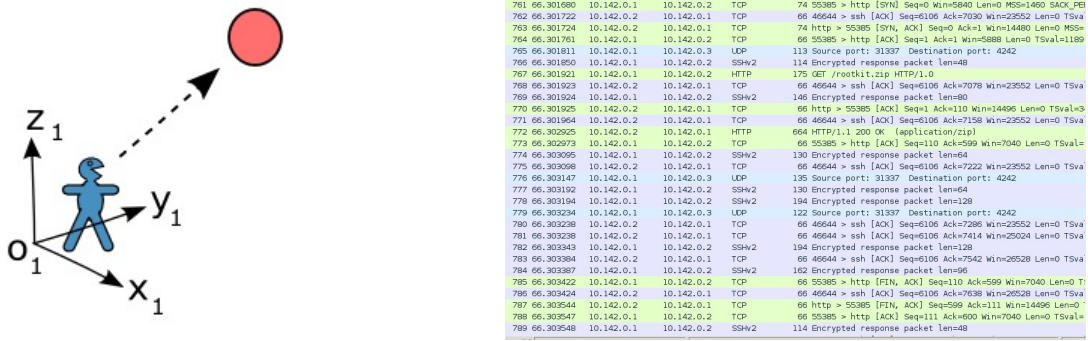 z1
y1
o1
x1
761 66.301680 10.142.0.1 10.142.0.2 TCP 74 55385 > http [SYN] Seq=0 Win=5840 Len=0 MSS=1460 SACK_PE
762 66.301722 10.142.0.2 10.142.0.1 TCP 66 46644 > ssh [ACK] Seq=6106 Ack=7030 Win=23552 Len=0 TSva
763 66.301724 10.142.0.2 10.142.0.1 TCP 74 http > 55385 [SYN, ACK] Seq=0 Ack=1 Win=14480 Len=0 MSS=
764 66.301761 10.142.0.1 10.142.0.2 TCP 66 55385 > http [ACK] Seq=1 Ack=1 Win=5888 Len=0 TSval=1189
765 66.301811 10.142.0.1 10.142.0.3 UDP 113 Source port: 31337 Destination port: 4242
766 66.301850 10.142.0.1 10.142.0.2 SSHv2 114 Encrypted response packet len=48
767 66.301921 10.142.0.1 10.142.0.2 HTTP 175 GET /rootkit.zip HTTP/1.0
768 66.301923 10.142.0.2 10.142.0.1 TCP 66 46644 > ssh [ACK] Seq=6106 Ack=7078 Win=23552 Len=0 TSva
769 66.301924 10.142.0.1 10.142.0.2 SSHv2 146 Encrypted response packet len=80
770 66.301925 10.142.0.2 10.142.0.1 TCP 66 http > 55385 [ACK] Seq=1 Ack=110 Win=14496 Len=0 TSval=3
771 66.301964 10.142.0.2 10.142.0.1 TCP 66 46644 > ssh [ACK] Seq=6106 Ack=7158 Win=23552 Len=0 TSva
772 66.302925 10.142.0.2 10.142.0.1 HTTP 664 HTTP/1.1 200 OK (application/zip)
773 66.302973 10.142.0.1 10.142.0.2 TCP 66 55385 > http [ACK] Seq=110 Ack=599 Win=7040 Len=0 TSval=
774 66.303095 10.142.0.1 10.142.0.2 SSHv2 130 Encrypted response packet len=64
775 66.303098 10.142.0.2 10.142.0.1 TCP 66 46644 > ssh [ACK] Seq=6106 Ack=7222 Win=23552 Len=0 TSva
776 66.303147 10.142.0.1 10.142.0.3 UDP 135 Source port: 31337 Destination port: 4242
777 66.303192 10.142.0.1 10.142.0.2 SSHv2 130 Encrypted response packet len=64
778 66.303194 10.142.0.1 10.142.0.2 SSHv2 194 Encrypted response packet len=128
779 66.303234 10.142.0.1 10.142.0.3 UDP 122 Source port: 31337 Destination port: 4242
780 66.303238 10.142.0.2 10.142.0.1 TCP 66 46644 > ssh [ACK] Seq=6106 Ack=7286 Win=23552 Len=0 TSva
781 66.303238 10.142.0.2 10.142.0.1 TCP 66 46644 > ssh [ACK] Seq=6106 Ack=7414 Win=25024 Len=0 TSva
782 66.303343 10.142.0.1 10.142.0.2 SSHv2 194 Encrypted response packet len=128
783 66.303384 10.142.0.2 10.142.0.1 TCP 66 46644 > ssh [ACK] Seq=6106 Ack=7542 Win=26528 Len=0 TSva
784 66.303387 10.142.0.1 10.142.0.2 SSHv2 162 Encrypted response packet len=96
785 66.303422 10.142.0.1 10.142.0.2 TCP 66 55385 > http [FIN, ACK] Seq=110 Ack=599 Win=7040 Len=0 T
786 66.303424 10.142.0.2 10.142.0.1 TCP 66 46644 > ssh [ACK] Seq=6106 Ack=7638 Win=26528 Len=0 TSva
787 66.303544 10.142.0.2 10.142.0.1 TCP 66 http > 55385 [FIN, ACK] Seq=599 Ack=111 Win=14496 Len=0
788 66.303547 10.142.0.1 10.142.0.2 TCP 66 55385 > http [ACK] Seq=111 Ack=600 Win=7040 Len=0 TSval=
789 66.303548 10.142.0.1 10.142.0.2 SSHv2 114 Encrypted response packet len=48